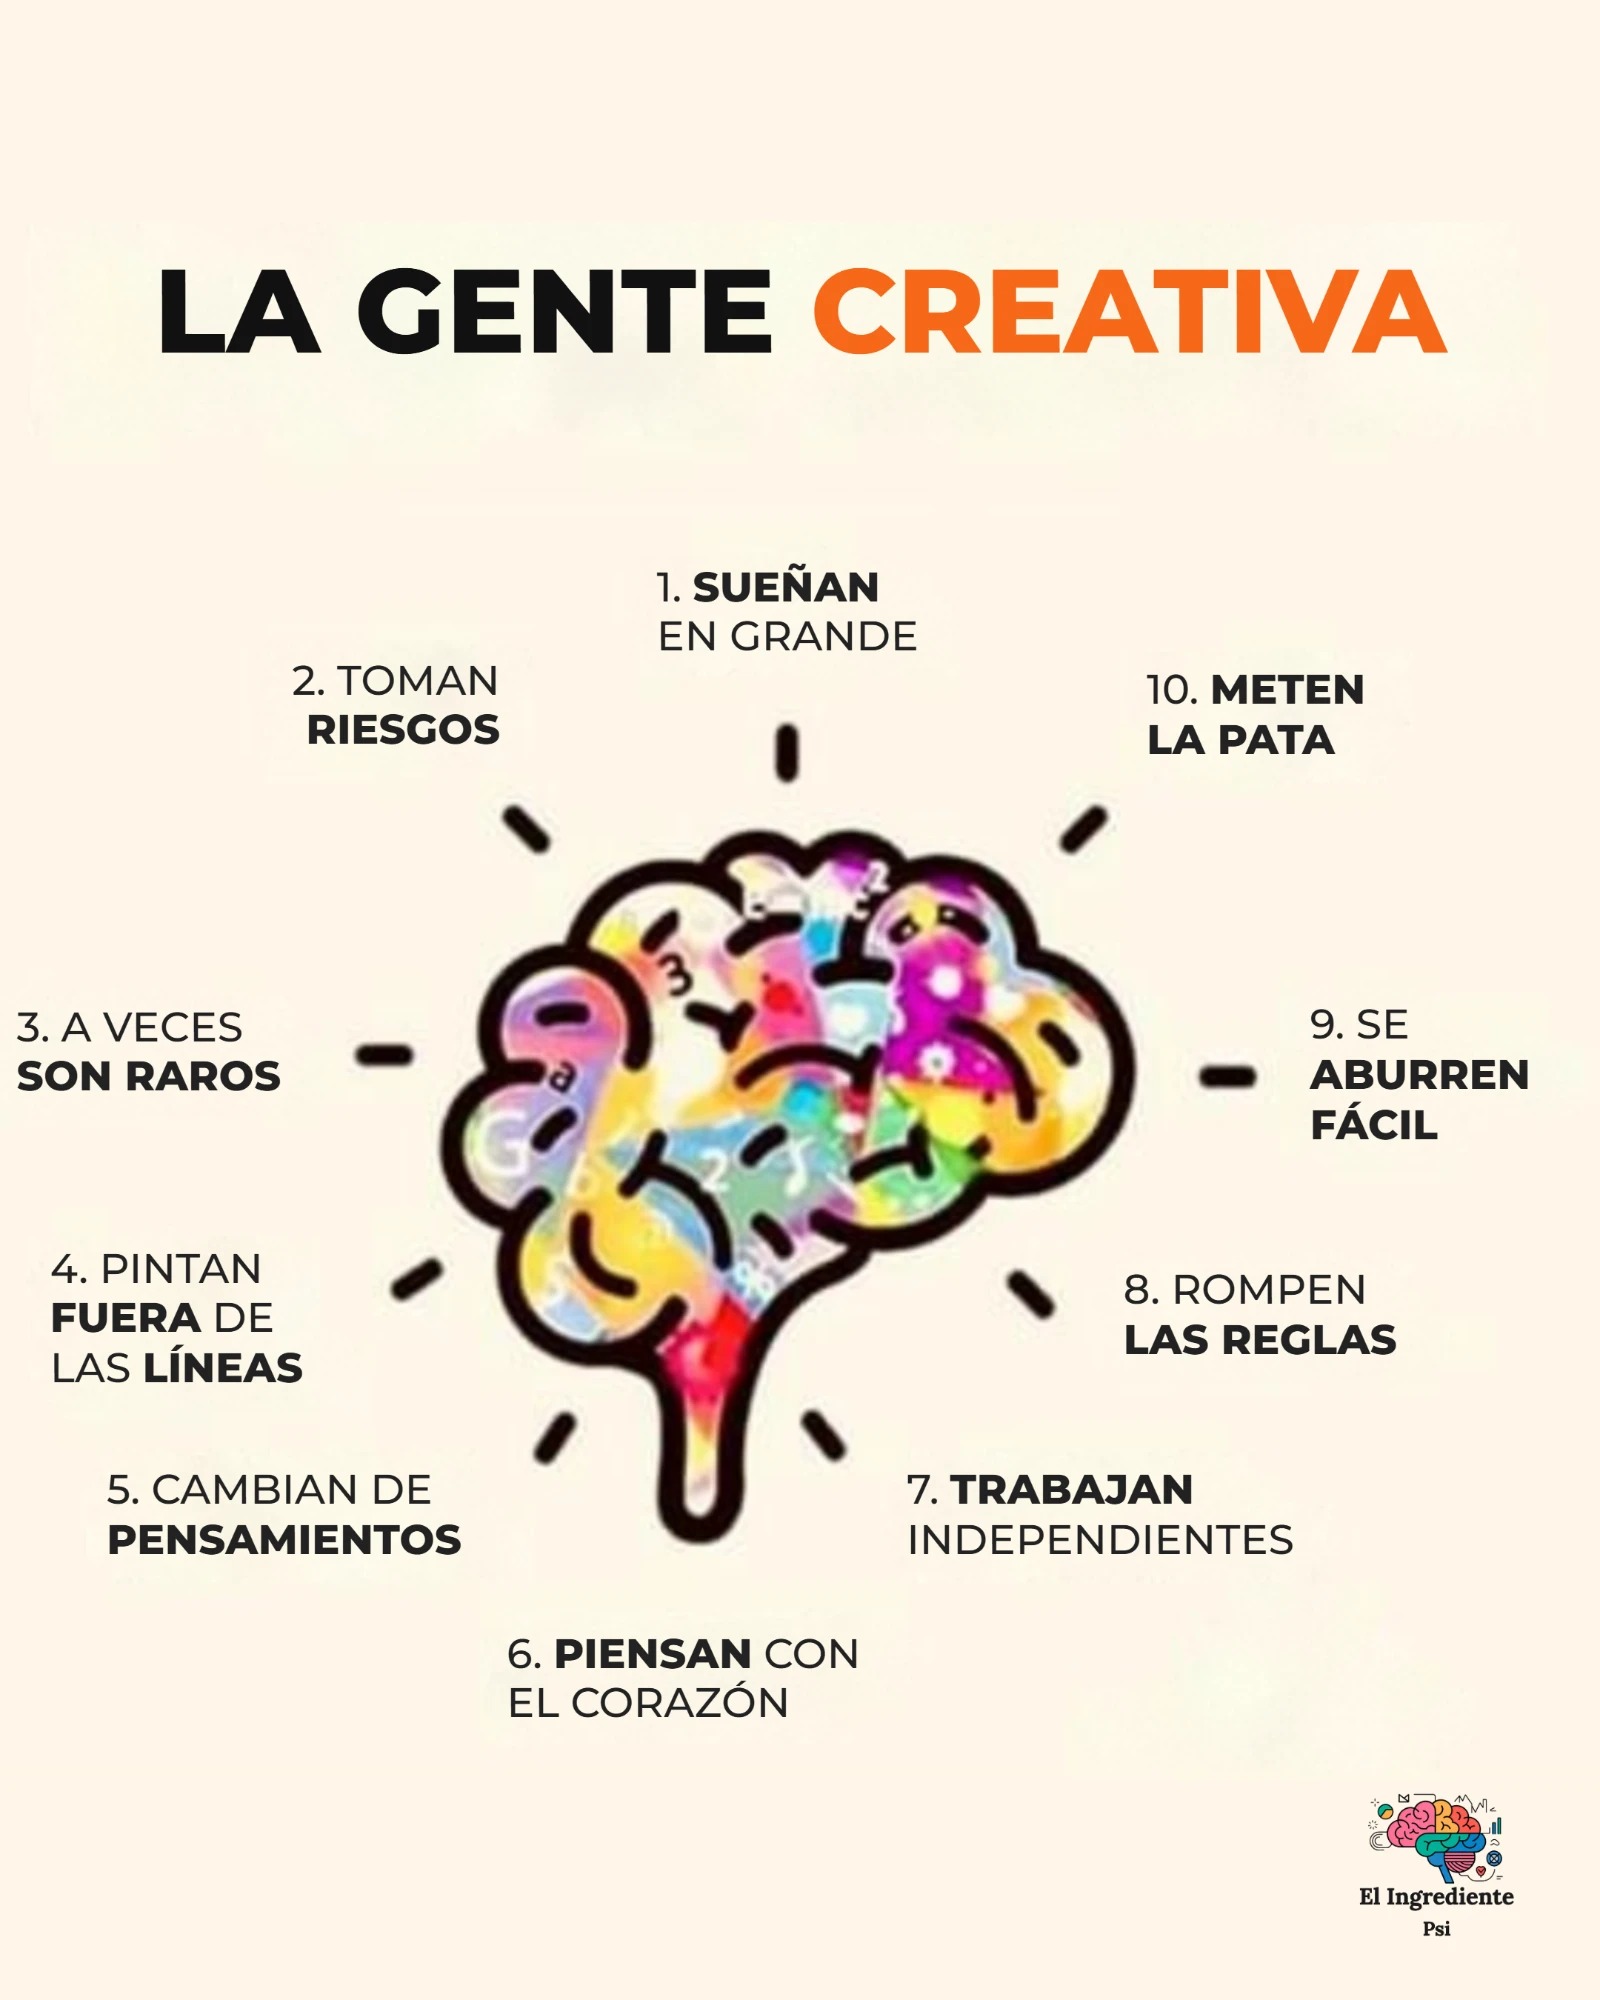 LA GENTE CREATIVA
1. SUEÑAN
EN GRANDE
2. TOMAN
RIESGOS
3. A VECES
SON RAROS
4. PINTAN
FUERA DE
LAS LÍNEAS
5. CAMBIAN DE
PENSAMIENTOS
6. PIENSAN CON
EL CORAZÓN
7. TRABAJAN
INDEPENDIENTES
8. ROMPEN
LAS REGLAS
9. SE
ABURREN
FÁCIL
10. METEN
LA PATA
El Ingrediente
Psi